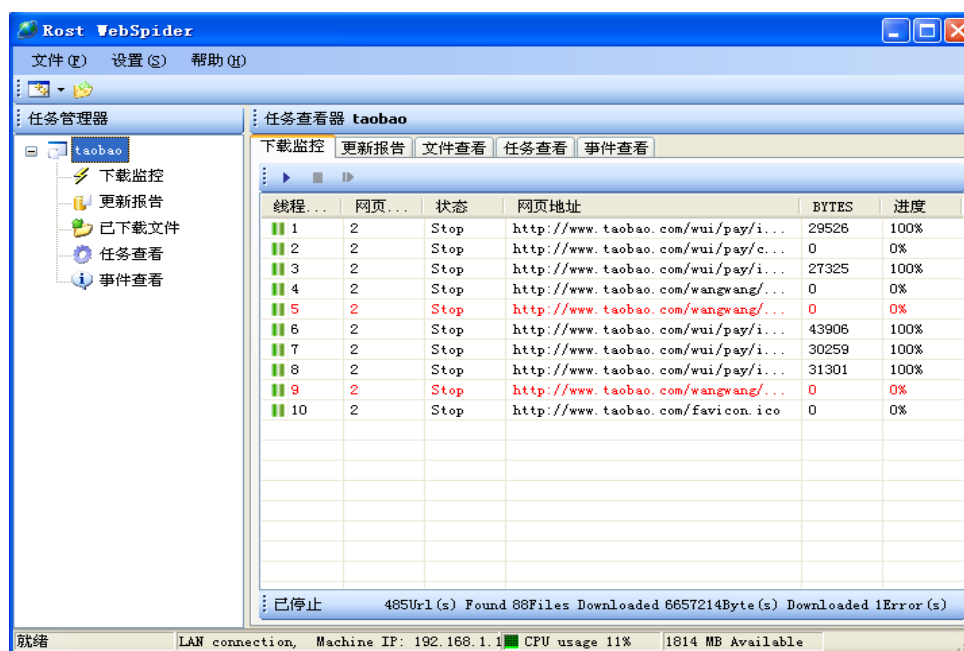 Rost WebSpider
文件(F) 设置(S) 帮助(H)
任务管理器
任务查看器 taobao
taobao
下载监控
更新报告
已下载文件
任务查看
事件查看
下载监控 更新报告 文件查看 任务查看 事件查看
线程... 网页... 状态 网页地址 BYTES 进度
1 2 Stop http://www.taobao.com/wui/pay/i... 29526 100%
2 2 Stop http://www.taobao.com/wui/pay/c... 0 0%
3 2 Stop http://www.taobao.com/wui/pay/i... 27325 100%
4 2 Stop http://www.taobao.com/wangwang/... 0 0%
5 2 Stop http://www.taobao.com/wangwang/... 0 0%
6 2 Stop http://www.taobao.com/wui/pay/i... 43906 100%
7 2 Stop http://www.taobao.com/wui/pay/i... 30259 100%
8 2 Stop http://www.taobao.com/wui/pay/i... 31301 100%
9 2 Stop http://www.taobao.com/wangwang/... 0 0%
10 2 Stop http://www.taobao.com/favicon.ico 0 0%
已停止 485Url(s) Found 88Files Downloaded 6657214Byte(s) Downloaded 1Error(s)
就绪 LAN connection, Machine IP: 192.168.1.1 CPU usage 11% 1814 MB Available